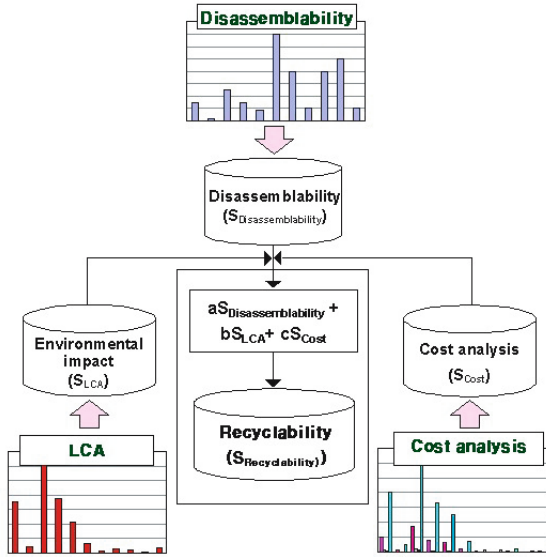 Disassemblability
Disassemblability
(SDisassemblability)
aSDisassemblability +
bSLCA+ cSCost
Environmental
impact
(SLCA)
Cost analysis
(SCost)
Recyclability
(SRecyclability))
LCA
Cost analysis